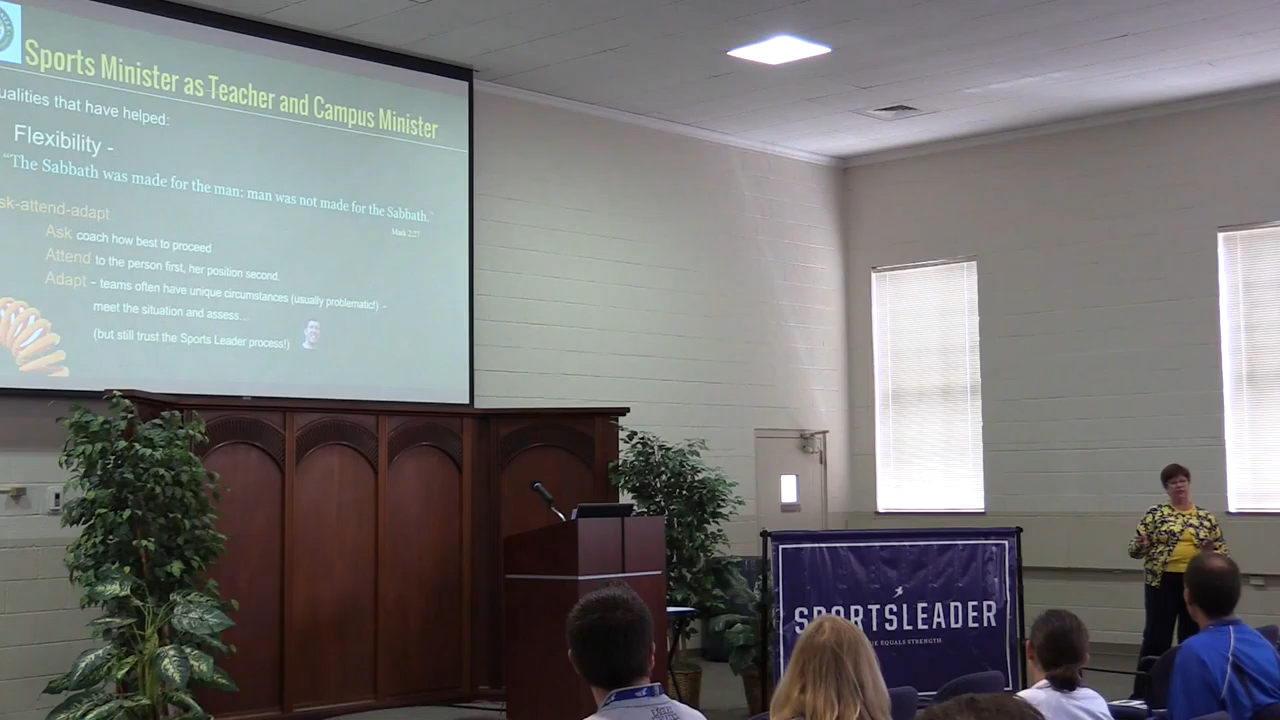 Sports Minister as Teacher and Campus Minister
ualities that have helped:
Flexibility -
“The Sabbath was made for the man; man was not made for the Sabbath.”
Mark 2:27
sk-attend-adapt
Ask coach how best to proceed
Attend to the person first, her position second.
Adapt - teams often have unique circumstances (usually problematic!) -
meet the situation and assess...
(but still trust the Sports Leader process!)
SPORTSLEADER
UE EQUALS STRENGTH